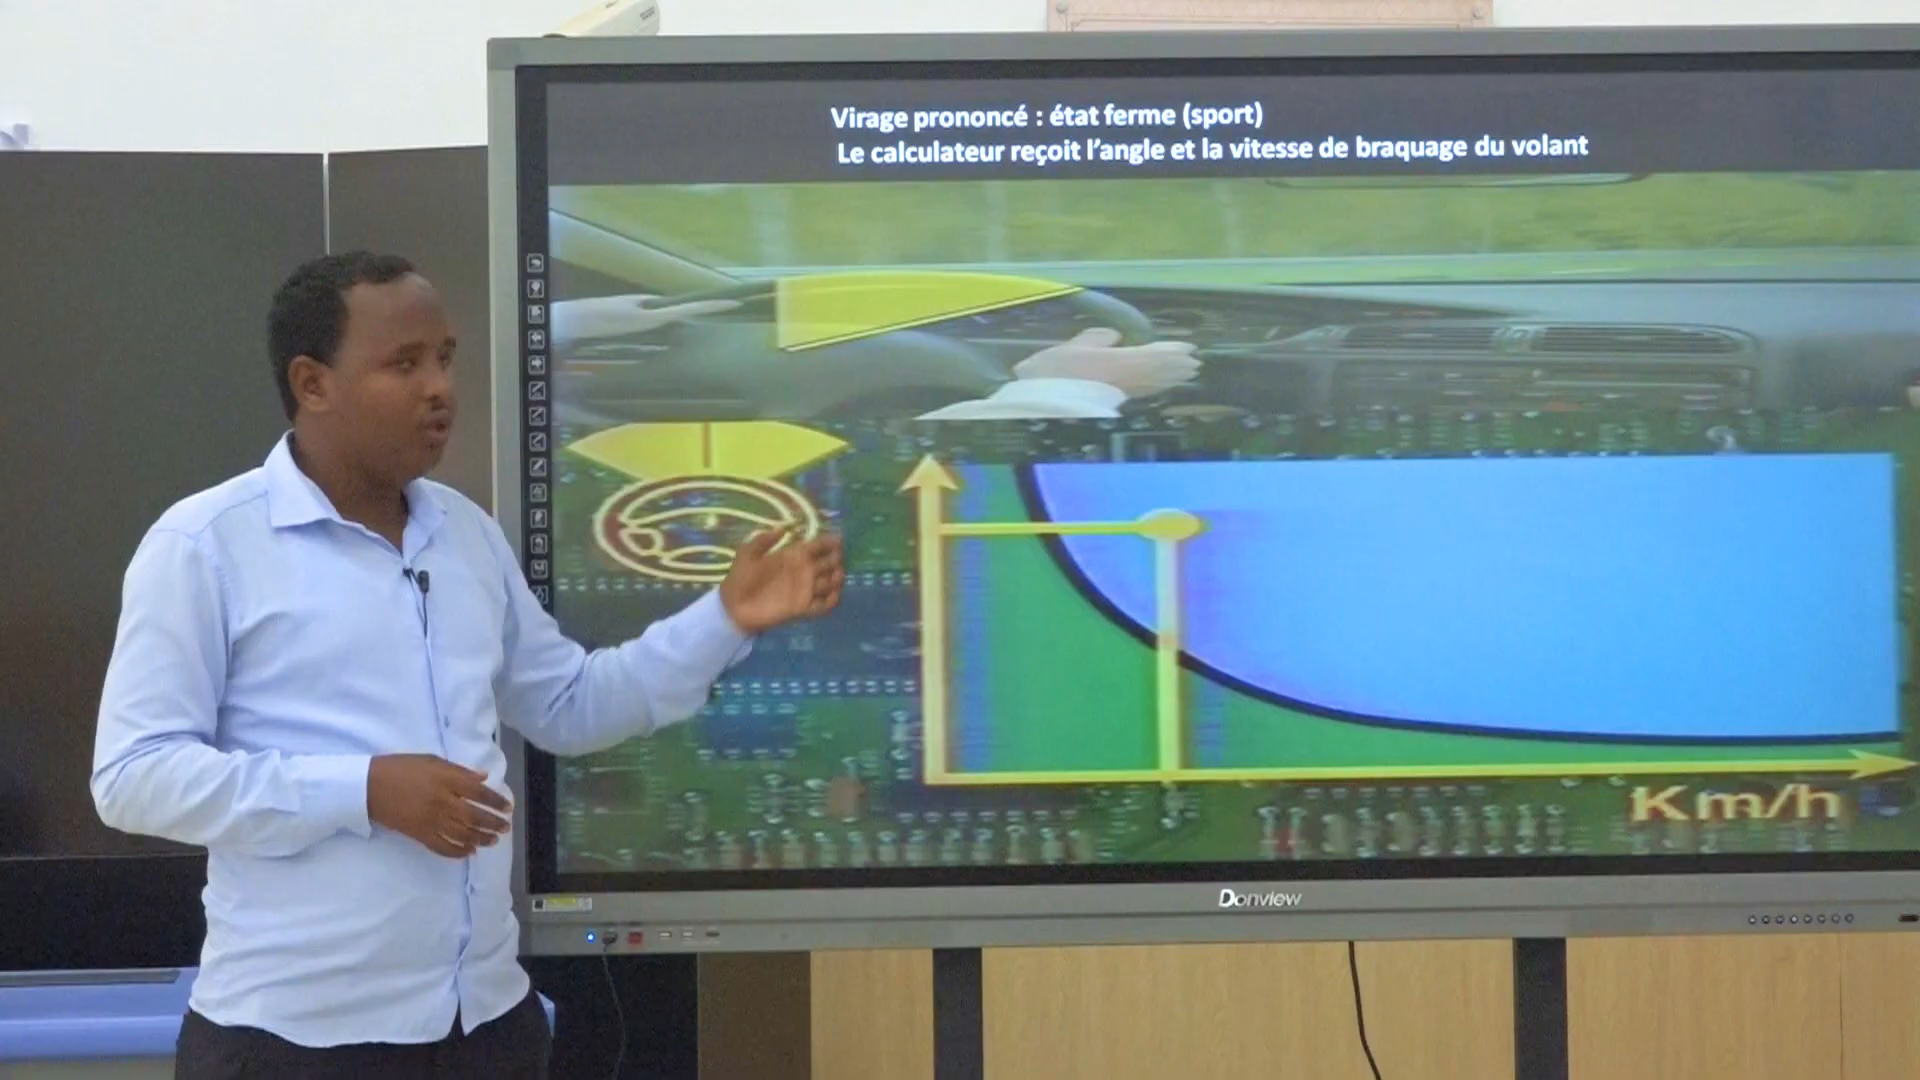 Virage prononcé : état ferme (sport)
Le calculateur reçoit l’angle et la vitesse de braquage du volant
Km/h
Donview